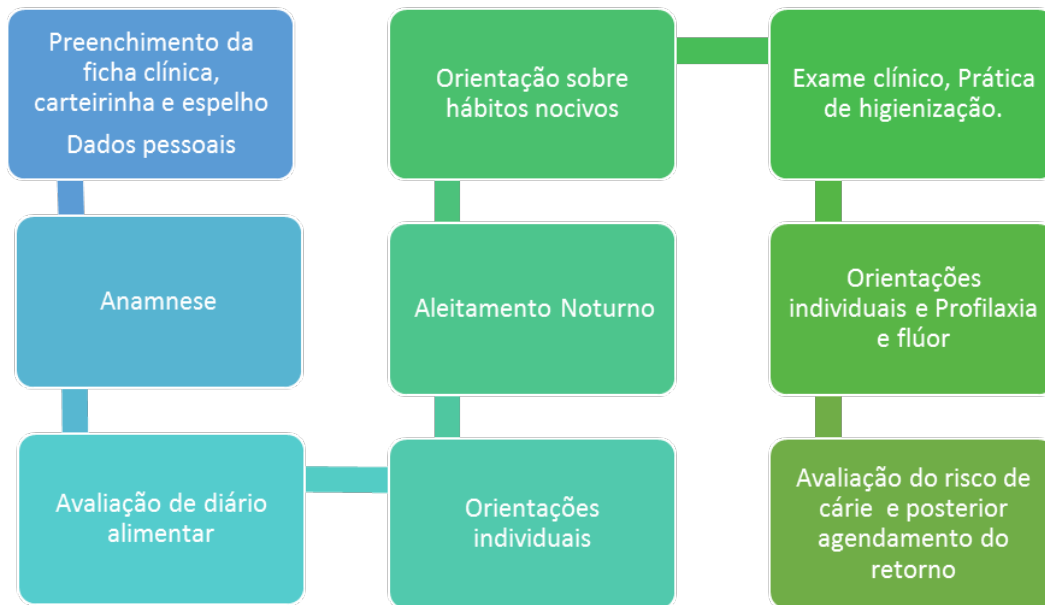 Preenchimento da
ficha clínica,
carteirinha e espelho
Dados pessoais
Anamnese
Avaliação de diário
alimentar
Orientações
individuais
Aleitamento Noturno
Orientação sobre
hábitos nocivos
Exame clínico, Prática
de higienização.
Orientações
individuais e Profilaxia
e flúor
Avaliação do risco de
cárie e posterior
agendamento do
retorno